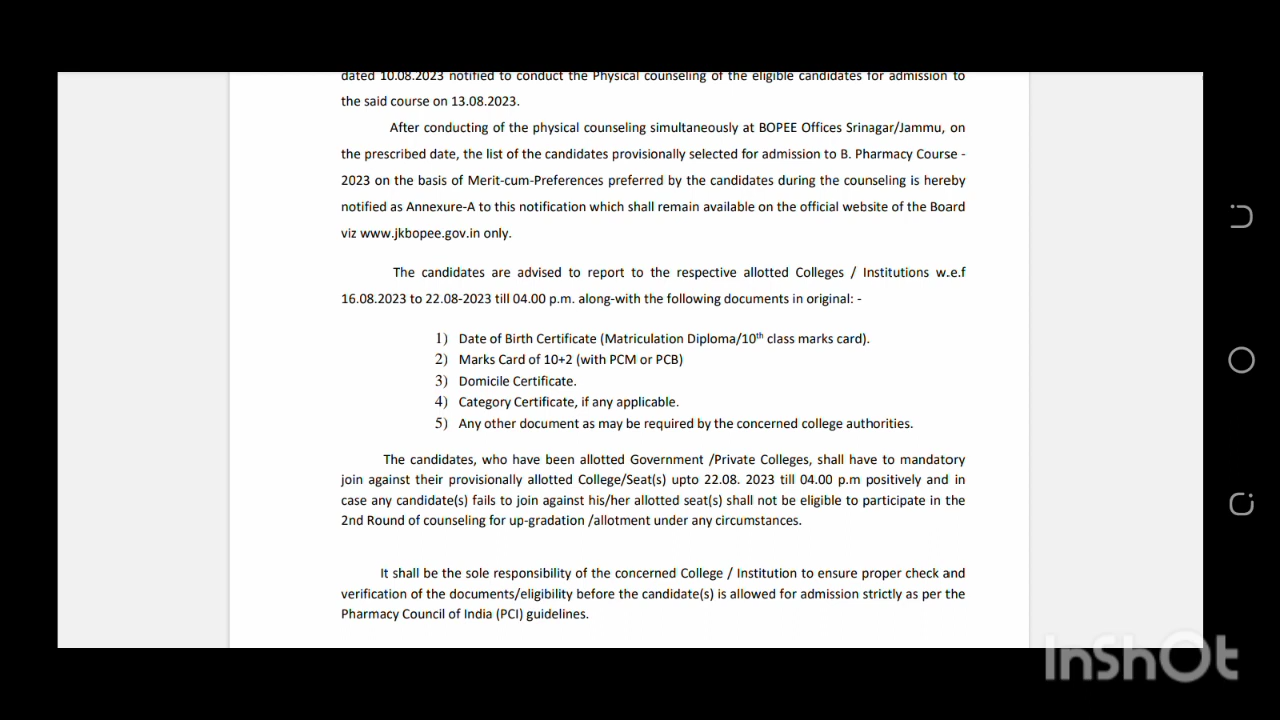 dated 10.08.2023 notified to conduct the Physical counseling of the eligible candidates for admission to
the said course on 13.08.2023.
After conducting of the physical counseling simultaneously at BOPEE Offices Srinagar/Jammu, on
the prescribed date, the list of the candidates provisionally selected for admission to B. Pharmacy Course -
2023 on the basis of Merit-cum-Preferences preferred by the candidates during the counseling is hereby
notified as Annexure-A to this notification which shall remain available on the official website of the Board
viz www.jkbopee.gov.in only.
The candidates are advised to report to the respective allotted Colleges / Institutions w.e.f
16.08.2023 to 22.08-2023 till 04.00 p.m. along-with the following documents in original: -
1) Date of Birth Certificate (Matriculation Diploma/10th class marks card).
2) Marks Card of 10+2 (with PCM or PCB)
3) Domicile Certificate.
4) Category Certificate, if any applicable.
5) Any other document as may be required by the concerned college authorities.
The candidates, who have been allotted Government /Private Colleges, shall have to mandatory
join against their provisionally allotted College/Seat(s) upto 22.08. 2023 till 04.00 p.m positively and in
case any candidate(s) fails to join against his/her allotted seat(s) shall not be eligible to participate in the
2nd Round of counseling for up-gradation /allotment under any circumstances.
It shall be the sole responsibility of the concerned College / Institution to ensure proper check and
verification of the documents/eligibility before the candidate(s) is allowed for admission strictly as per the
Pharmacy Council of India (PCI) guidelines.
InShOt